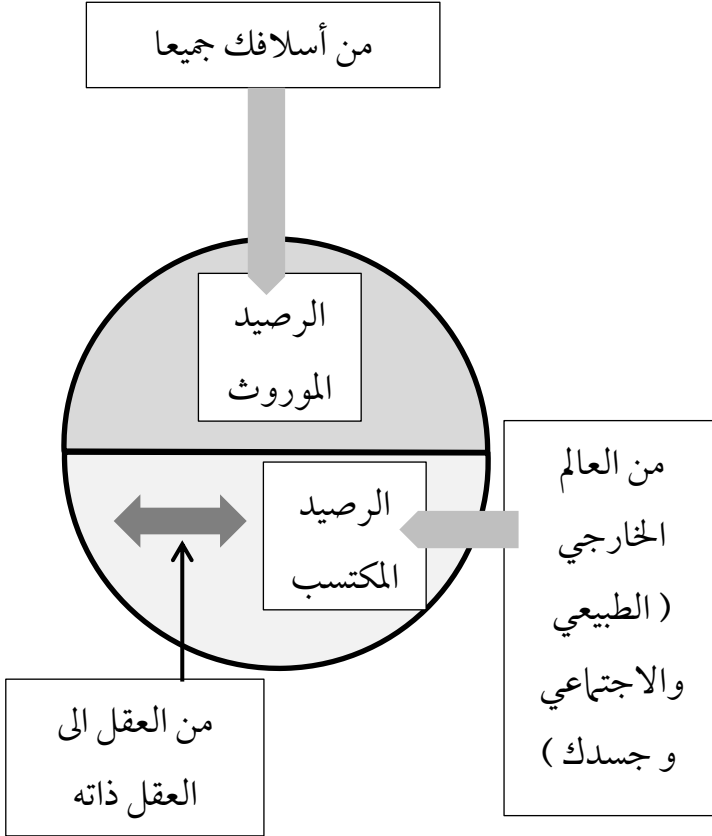 من أسلافك جميعا
الرصيد
الموروث
الرصيد
المكتسب
من العالم
الخارجي
( الطبيعي
والاجتماعي
و جسدك )
من العقل الى
العقل ذاته